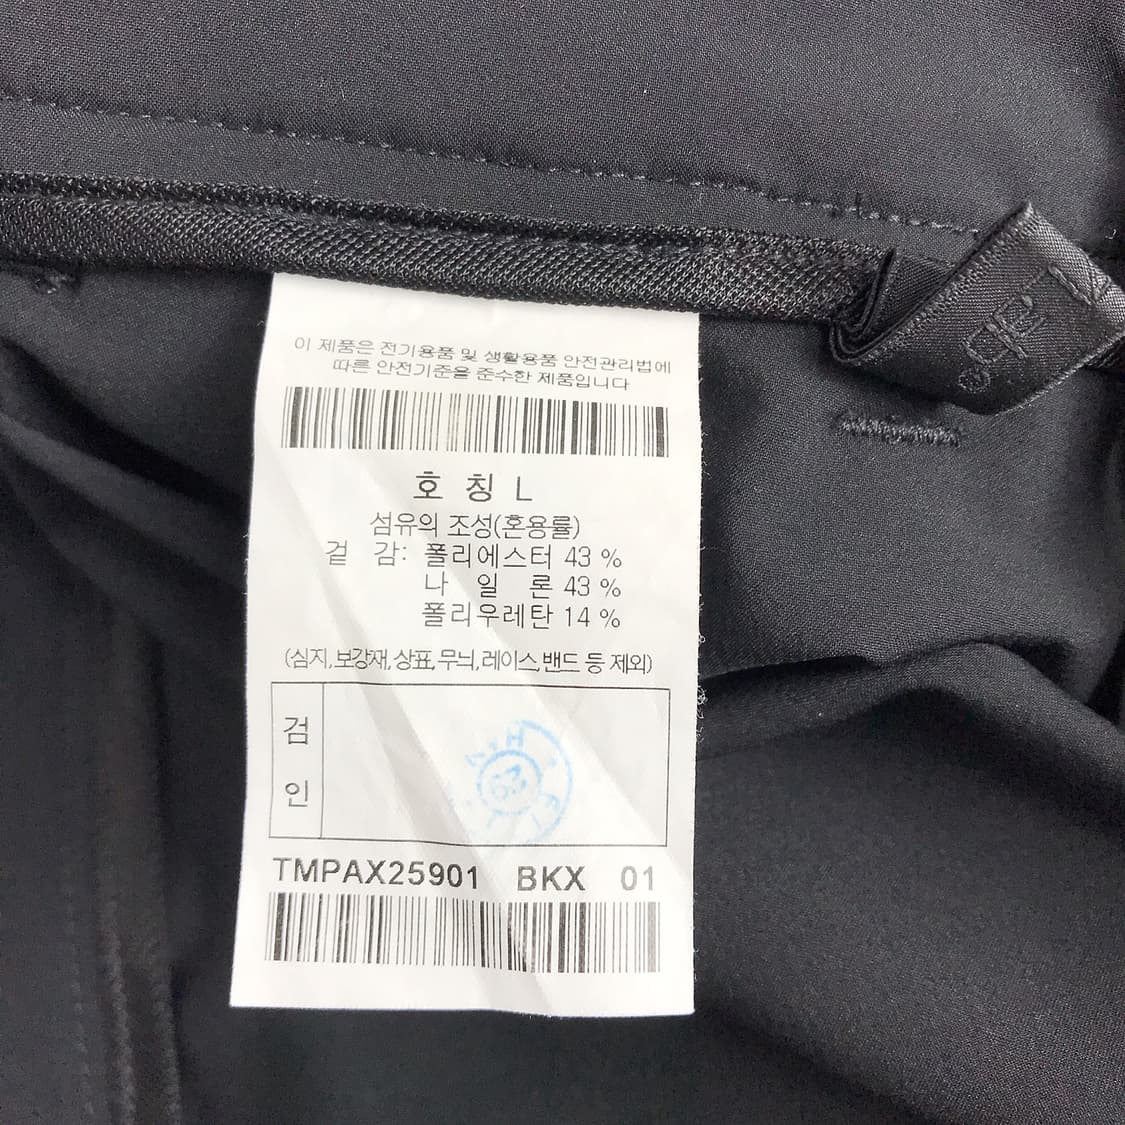 이 제품은 전기용품 및 생활용품 안전관리법에
따른 안전기준을 준수한 제품입니다
호 칭 L
섬유의 조성(혼용률)
겉 감: 폴리에스터 43 %
나 일 론 43 %
폴리우레탄 14 %
(심지,보강재,상표,무늬,레이스,밴드 등 제외)
검
인
TMPAX25901 BKX 01